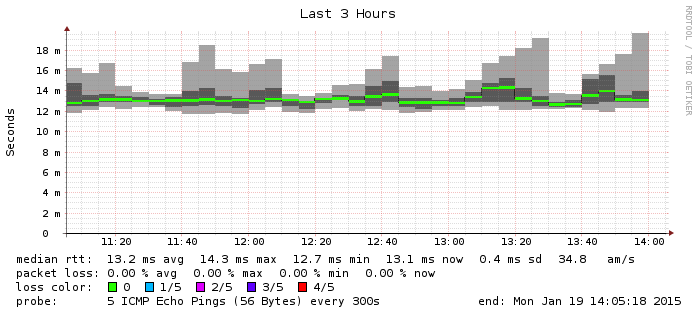 Last 3 Hours
RRDTOOL / TOBI OETIKER
Seconds
18 m
16 m
14 m
12 m
10 m
8 m
6 m
4 m
2 m
0
11:20 11:40 12:00 12:20 12:40 13:00 13:20 13:40 14:00
median rtt: 13.2 ms avg 14.3 ms max 12.7 ms min 13.1 ms now 0.4 ms sd 34.8 am/s
packet loss: 0.00 % avg 0.00 % max 0.00 % min 0.00 % now
loss color: 0 1/5 2/5 3/5 4/5
probe: 5 ICMP Echo Pings (56 Bytes) every 300s end: Mon Jan 19 14:05:18 2015